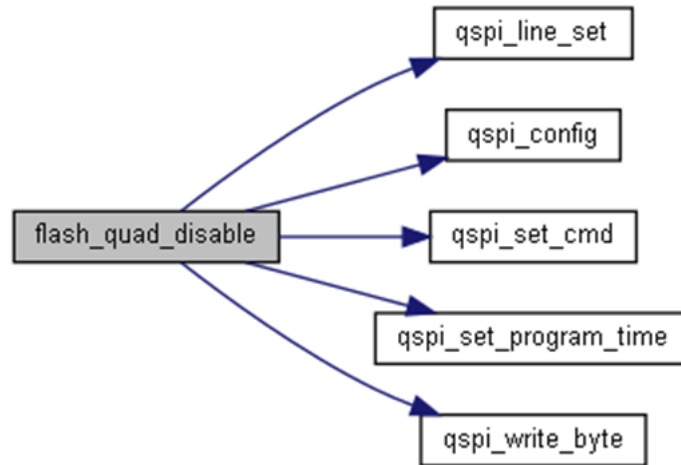 qspi_line_set
qspi_config
flash_quad_disable
qspi_set_cmd
qspi_set_program_time
qspi_write_byte